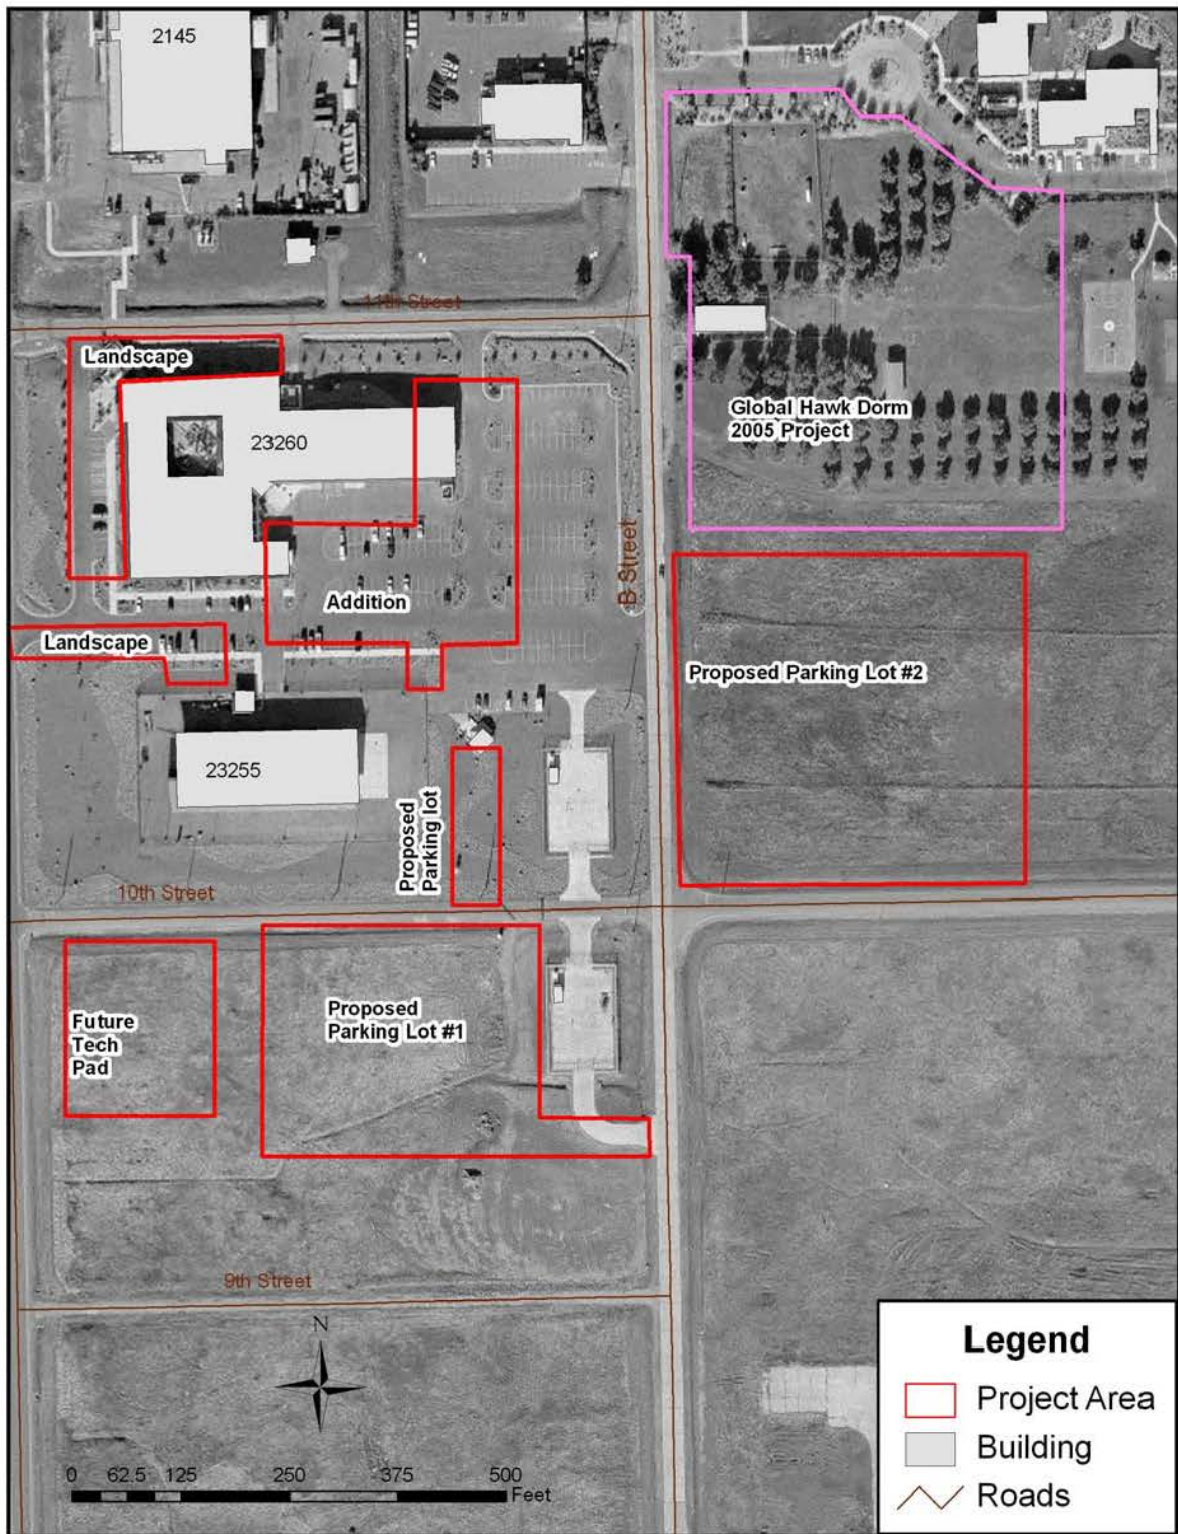 2145
11th Street
Landscape
23260
Global Hawk Dorm
2005 Project
B Street
Addition
Landscape
Proposed Parking Lot #2
23255
Proposed
Parking lot
10th Street
Future
Tech
Pad
Proposed
Parking Lot #1
9th Street
N
0 62.5 125 250 375 500
Feet
Legend
Project Area
Building
Roads